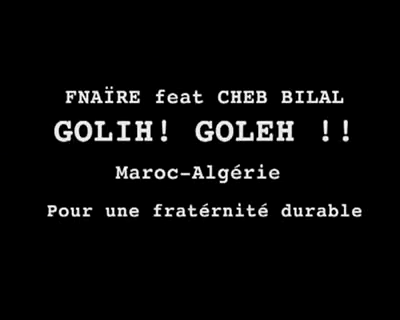 FNAÏRE feat CHEB BILAL
GOLIH! GOLEH !!
Maroc-Algérie
Pour une fratérnité durable